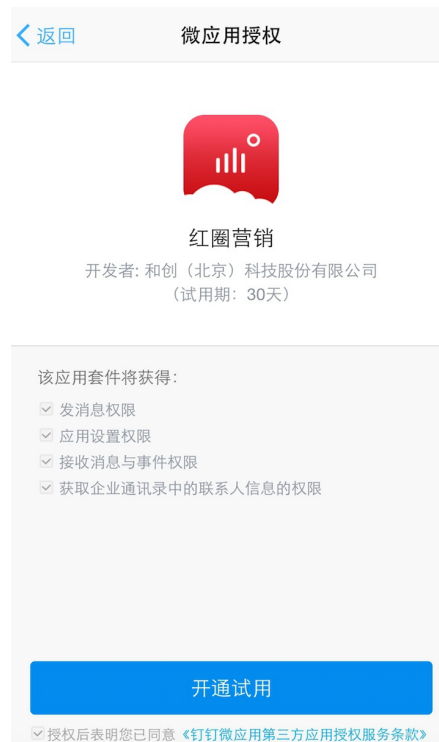 返回
微应用授权
红圈营销
开发者: 和创（北京）科技股份有限公司
（试用期：30天）
该应用套件将获得：
发消息权限
应用设置权限
接收消息与事件权限
获取企业通讯录中的联系人信息的权限
开通试用
授权后表明您已同意《钉钉微应用第三方应用授权服务条款》